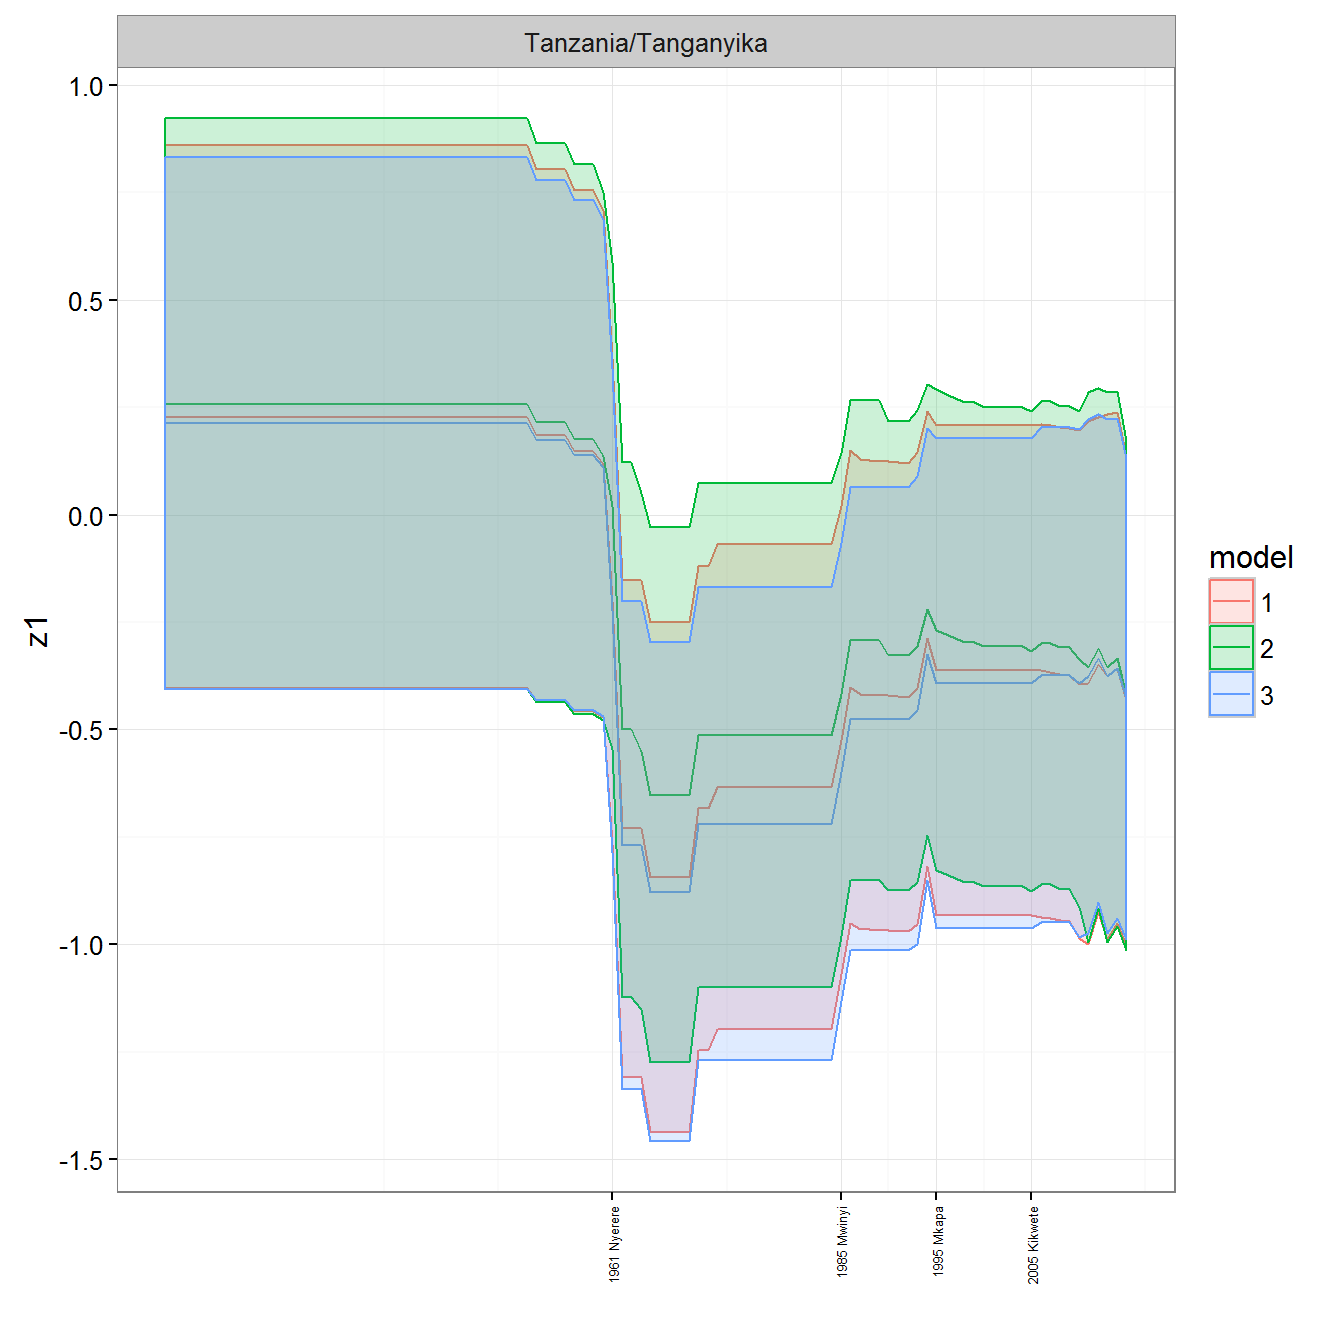 Tanzania/Tanganyika
1.0
0.5
0.0
-0.5
-1.0
-1.5
z1
1961 Nyerere
1985 Mwinyi
1995 Mkapa
2005 Kikwete
model
1
2
3